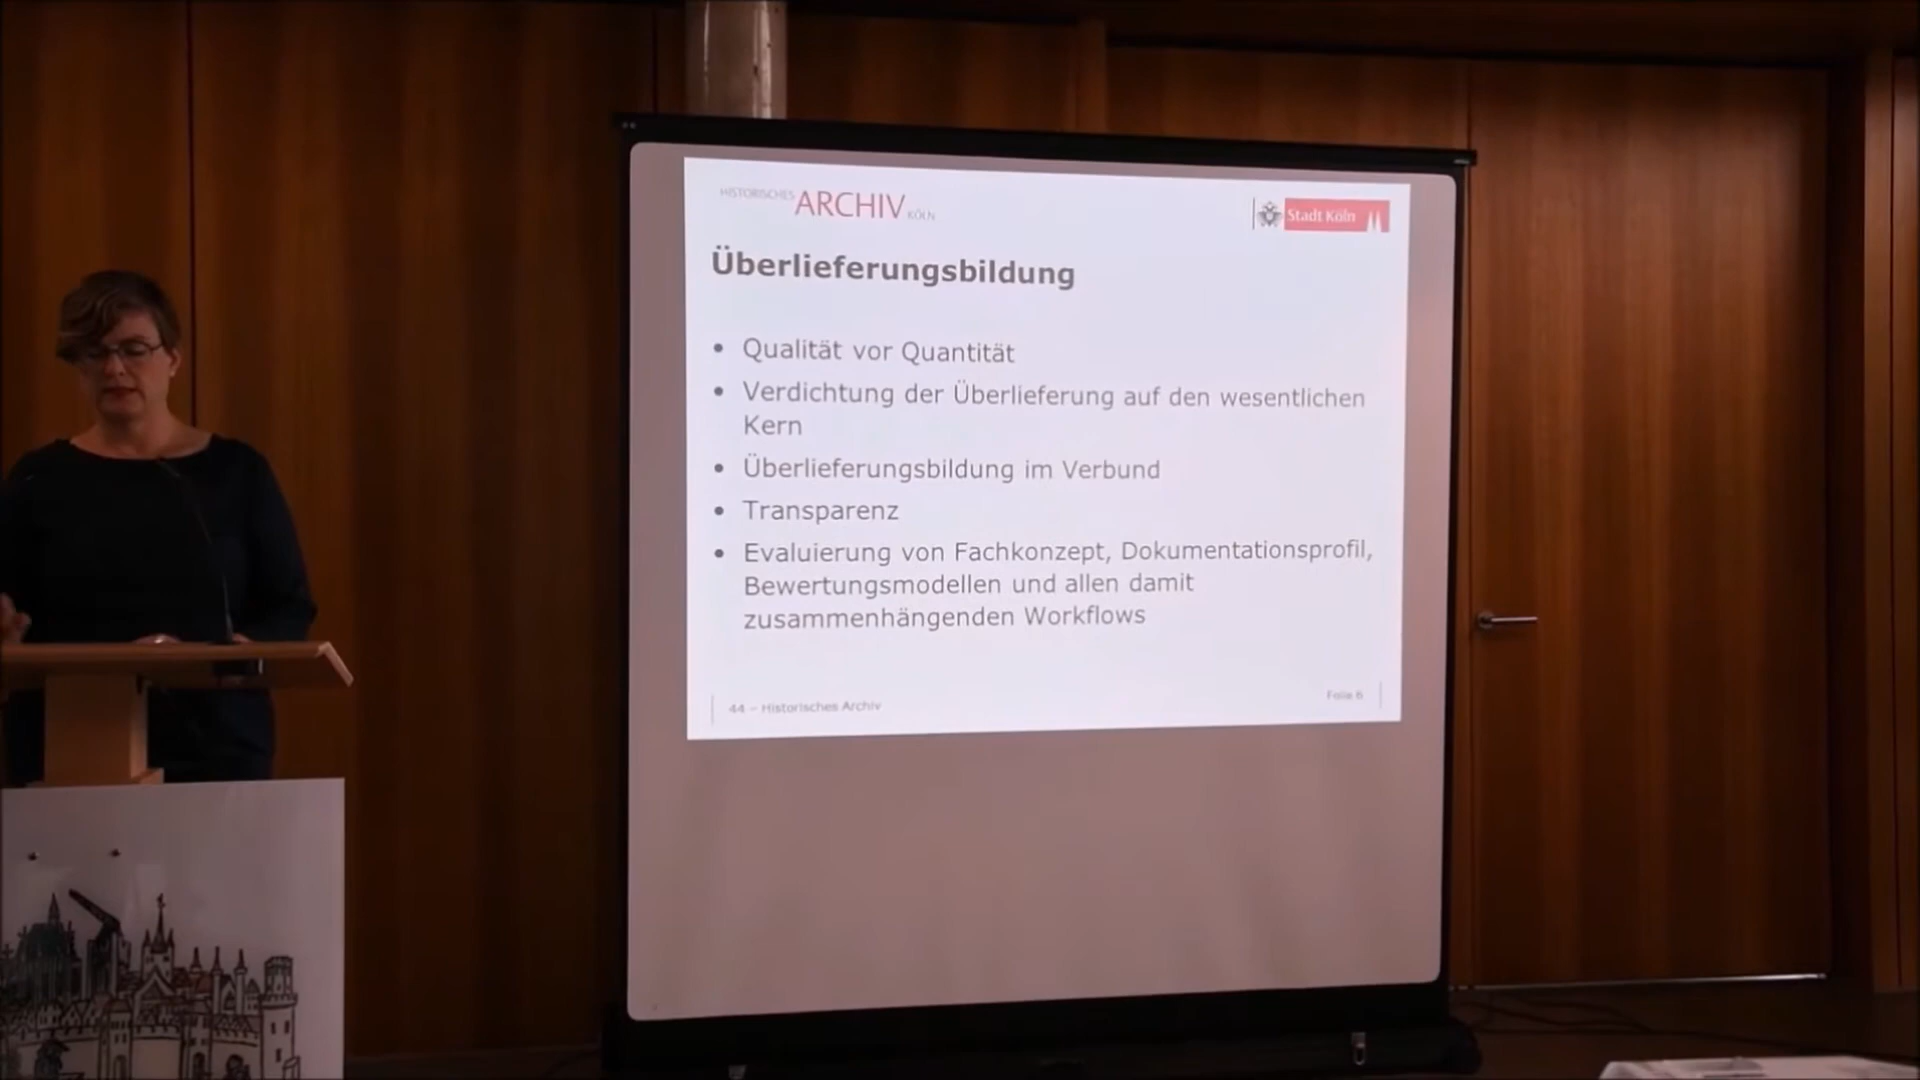 HISTORISCHES ARCHIV KÖLN
Stadt Köln
Überlieferungsbildung
• Qualität vor Quantität
• Verdichtung der Überlieferung auf den wesentlichen
Kern
• Überlieferungsbildung im Verbund
• Transparenz
• Evaluierung von Fachkonzept, Dokumentationsprofil,
Bewertungsmodellen und allen damit
zusammenhängenden Workflows
44 – Historisches Archiv
Folie 6